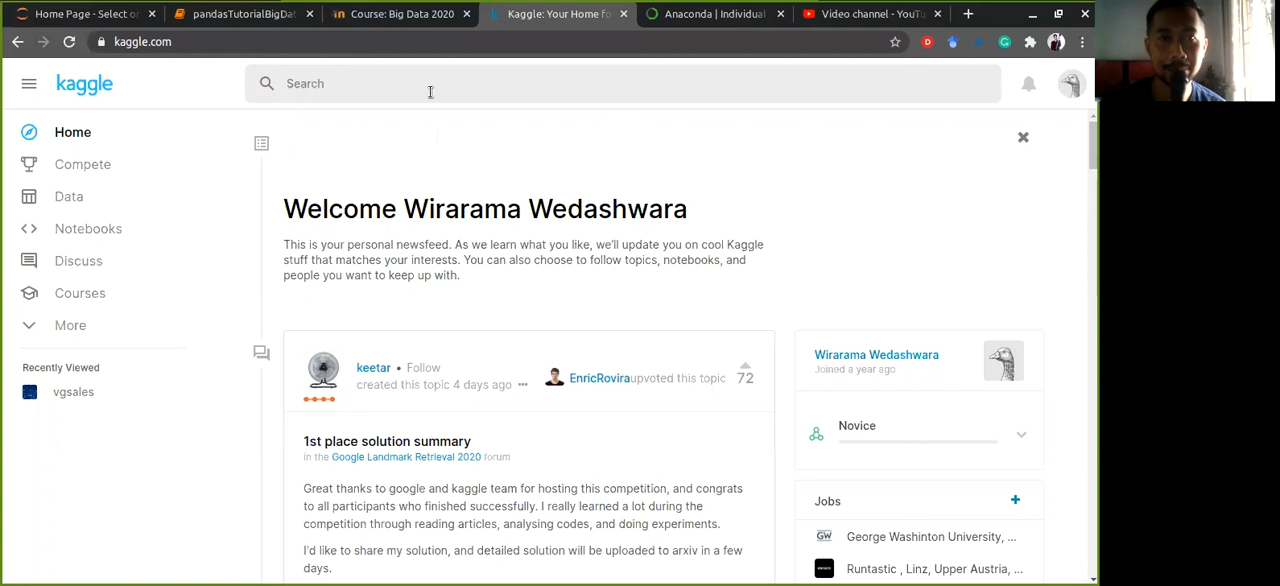 Home Page - Select or
pandasTutorialBigDat
Course: Big Data 2020
Kaggle: Your Home fo
Anaconda | Individual
Video channel - YouTu
kaggle.com
kaggle
Search
Home
Compete
Data
Notebooks
Discuss
Courses
More
Recently Viewed
vgsales
Welcome Wirarama Wedashwara
This is your personal newsfeed. As we learn what you like, we'll update you on cool Kaggle
stuff that matches your interests. You can also choose to follow topics, notebooks, and
people you want to keep up with.
keetar • Follow
created this topic 4 days ago •••
EnricRovira upvoted this topic
72
1st place solution summary
in the Google Landmark Retrieval 2020 forum
Great thanks to google and kaggle team for hosting this competition, and congrats
to all participants who finished successfully. I really learned a lot during the
competition through reading articles, analysing codes, and doing experiments.
I'd like to share my solution, and detailed solution will be uploaded to arxiv in a few
days.
Wirarama Wedashwara
Joined a year ago
Novice
Jobs
GW
George Washinton University, ...
Runtastic , Linz, Upper Austria, ...